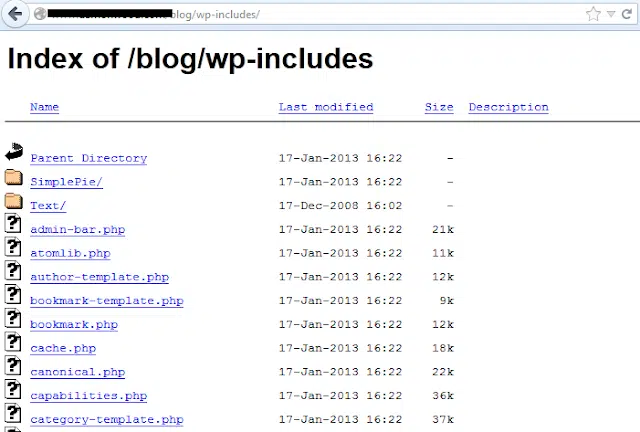 blog/wp-includes/
Index of /blog/wp-includes
Name Last modified Size Description
Parent Directory 17-Jan-2013 16:22 -
SimplePie/ 17-Jan-2013 16:22 -
Text/ 17-Dec-2008 16:02 -
admin-bar.php 17-Jan-2013 16:22 21k
atomlib.php 17-Jan-2013 16:22 11k
author-template.php 17-Jan-2013 16:22 12k
bookmark-template.php 17-Jan-2013 16:22 9k
bookmark.php 17-Jan-2013 16:22 12k
cache.php 17-Jan-2013 16:22 18k
canonical.php 17-Jan-2013 16:22 22k
capabilities.php 17-Jan-2013 16:22 36k
category-template.php 17-Jan-2013 16:22 37k